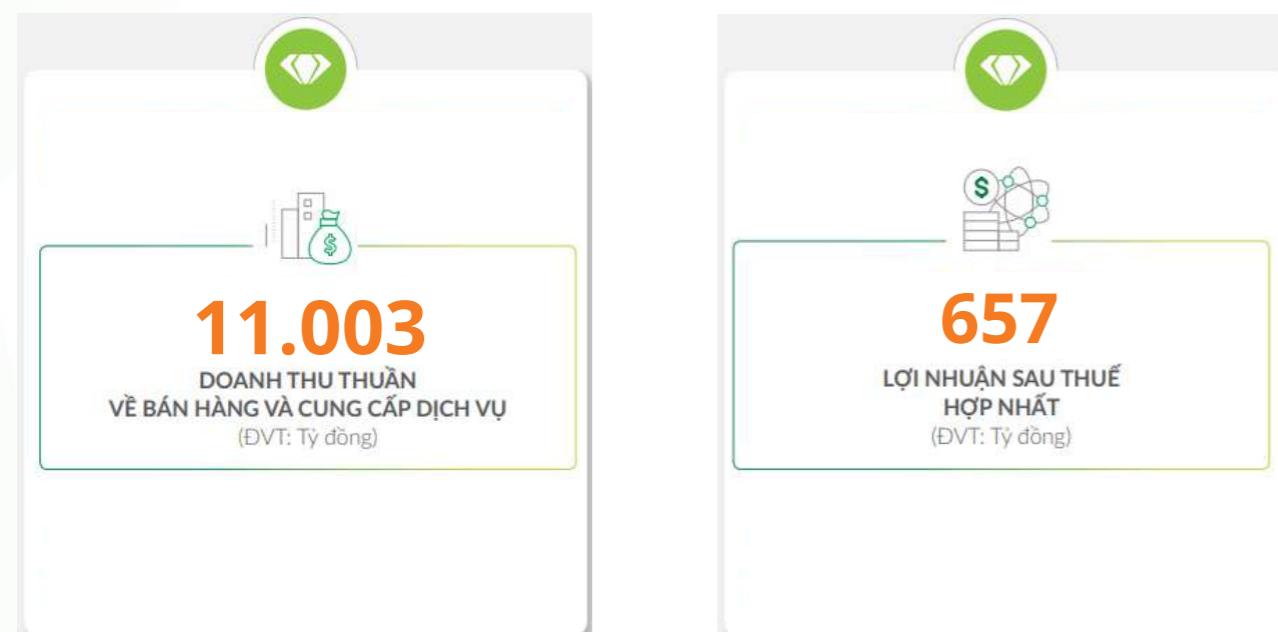 11.003
DOANH THU THUẦN
VỀ BÁN HÀNG VÀ CUNG CẤP DỊCH VỤ
(ĐVT: Tỷ đồng)
657
LỢI NHUẬN SAU THUẾ
HỢP NHẤT
(ĐVT: Tỷ đồng)